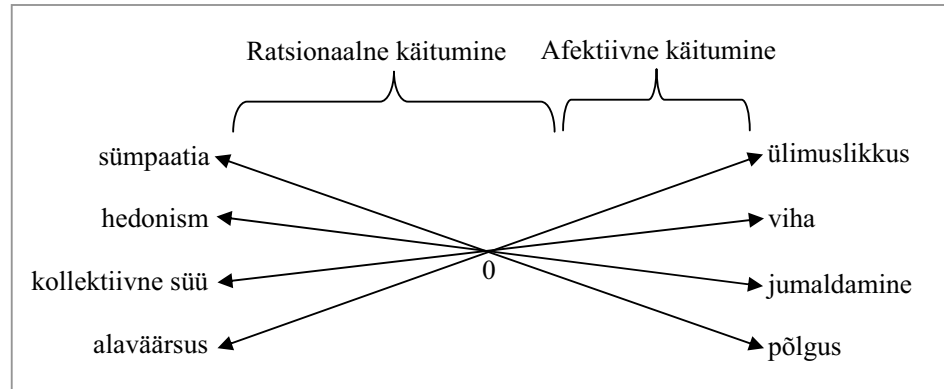 Ratsionaalne käitumine Afektiivne käitumine
sümpaatia ülimuslikkus
hedonism viha
0
kollektiivne süü jumaldamine
alaväärsus põlgus